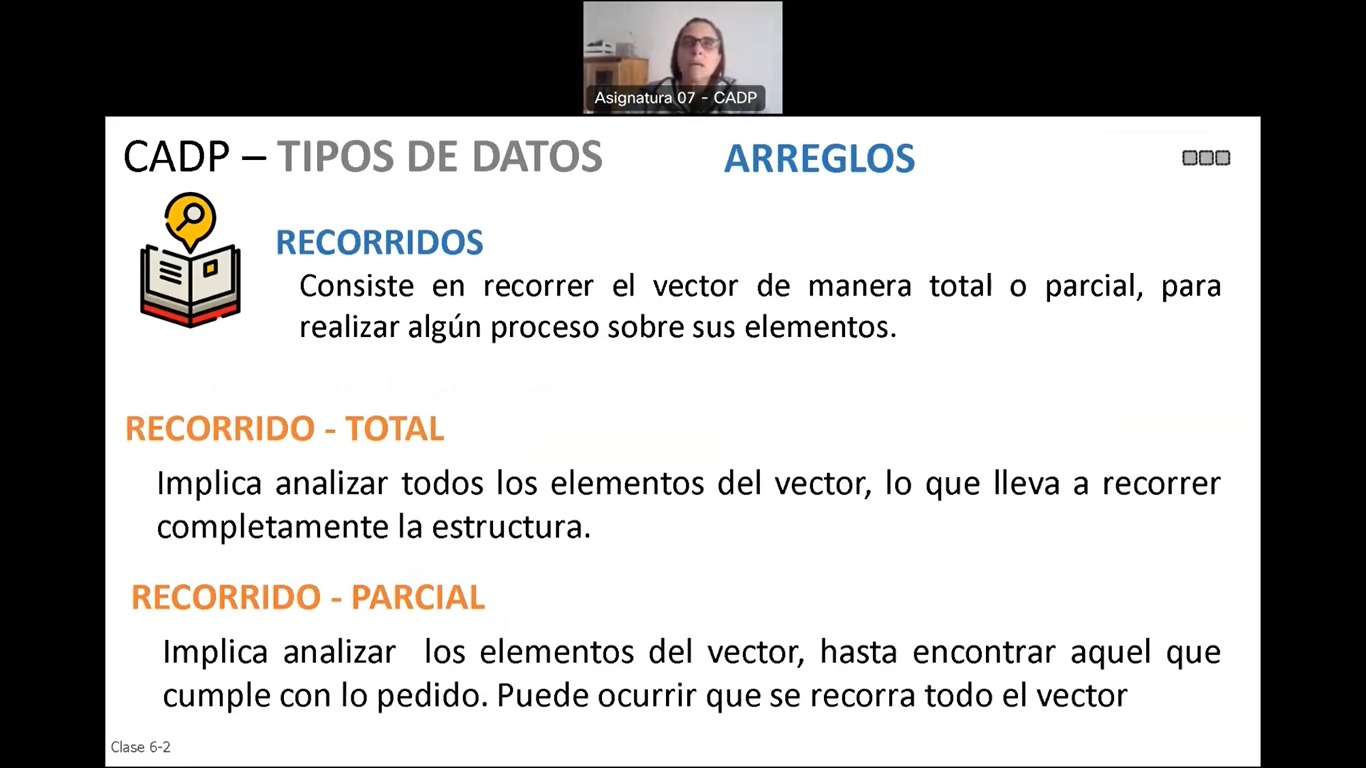 Asignatura 07 - CADP
CADP – TIPOS DE DATOS ARREGLOS
RECORRIDOS
Consiste en recorrer el vector de manera total o parcial, para
realizar algún proceso sobre sus elementos.
RECORRIDO - TOTAL
Implica analizar todos los elementos del vector, lo que lleva a recorrer
completamente la estructura.
RECORRIDO - PARCIAL
Implica analizar los elementos del vector, hasta encontrar aquel que
cumple con lo pedido. Puede ocurrir que se recorra todo el vector
Clase 6-2